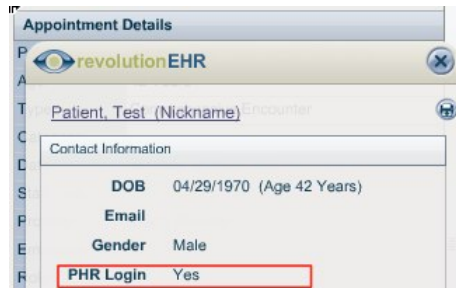 Appointment Details
revolutionEHR
Patient, Test (Nickname)
Encounter
Contact Information
DOB 04/29/1970 (Age 42 Years)
Email
Gender Male
PHR Login Yes